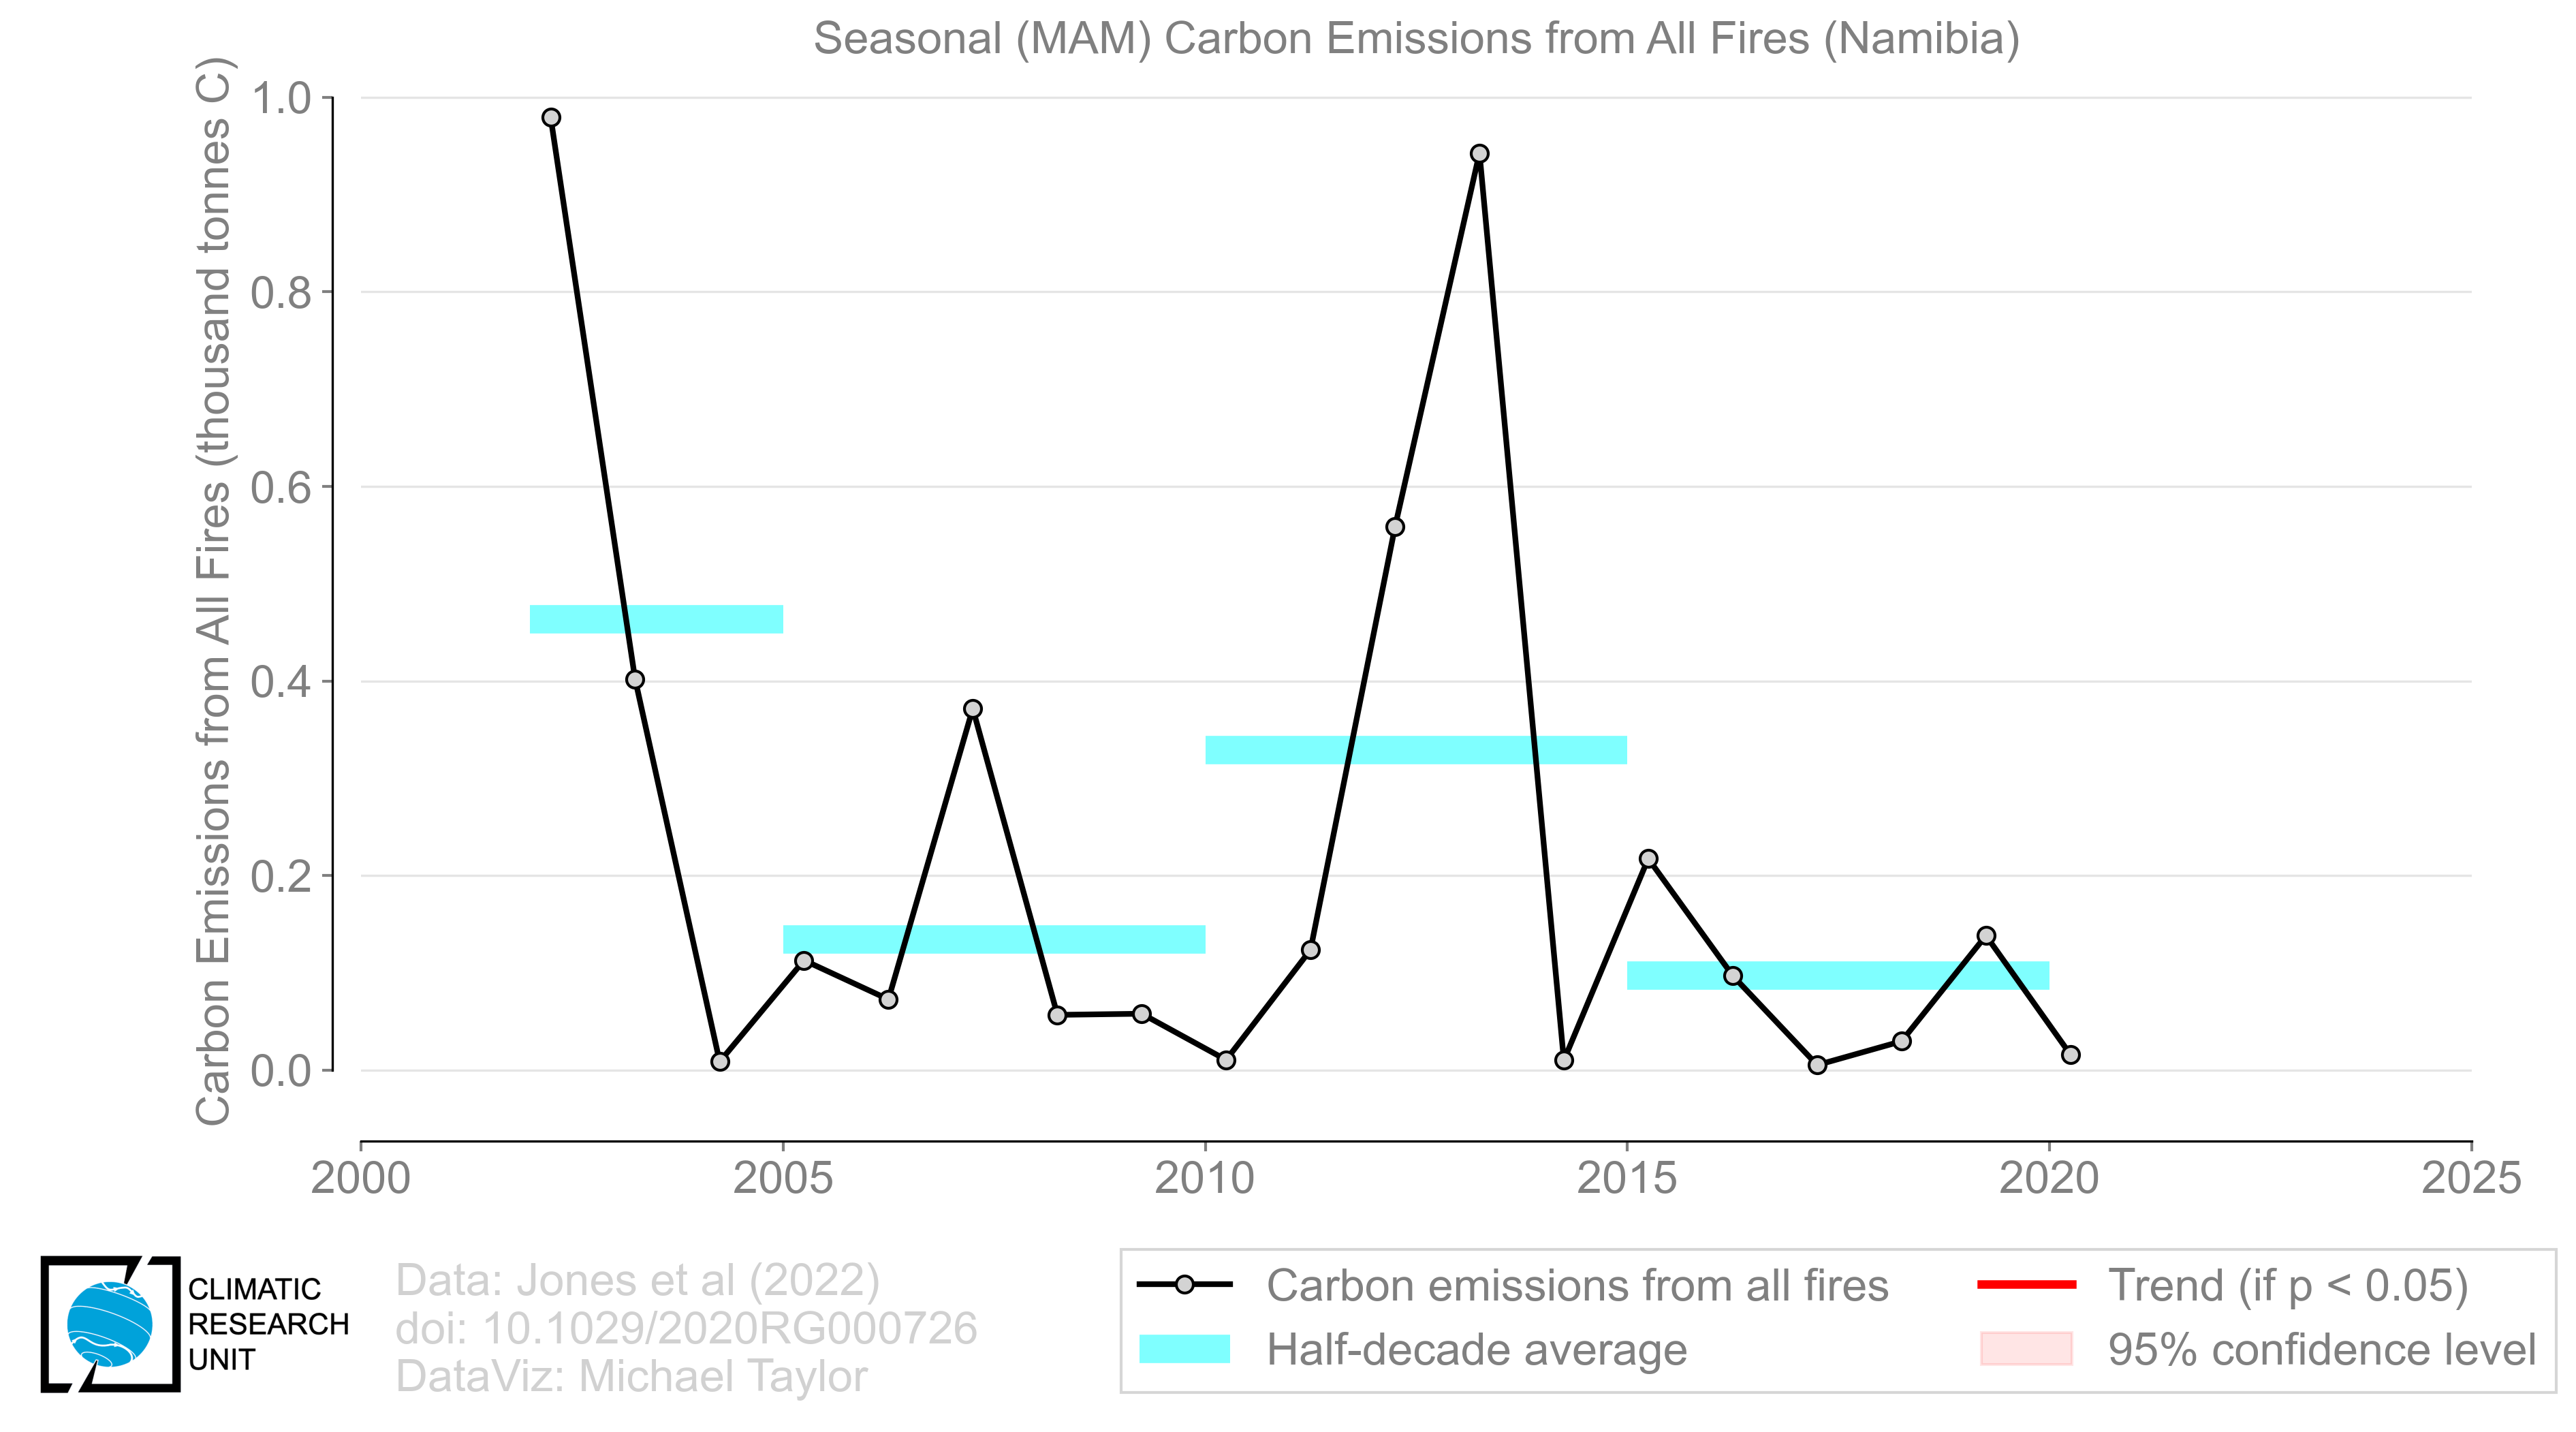 Seasonal (MAM) Carbon Emissions from All Fires (Namibia)
Carbon Emissions from All Fires (thousand tonnes C)
1.0
0.8
0.6
0.4
0.2
0.0
2000
2005
2010
2015
2020
2025
CLIMATIC
RESEARCH
UNIT
Data: Jones et al (2022)
doi: 10.1029/2020RG000726
DataViz: Michael Taylor
Carbon emissions from all fires
Half-decade average
Trend (if p < 0.05)
95% confidence level